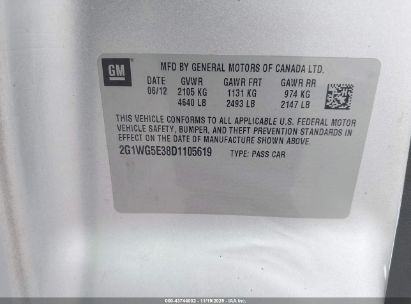 GM
MFD BY GENERAL MOTORS OF CANADA LTD.
DATE GVWR GAWR FRT GAWR RR
06/12 2105 KG 1131 KG 974 KG
4640 LB 2493 LB 2147 LB
THIS VEHICLE CONFORMS TO ALL APPLICABLE U.S. FEDERAL MOTOR
VEHICLE SAFETY, BUMPER, AND THEFT PREVENTION STANDARDS IN
EFFECT ON THE DATE OF MANUFACTURE SHOWN ABOVE.
2G1WG5E38D1105619 TYPE: PASS CAR